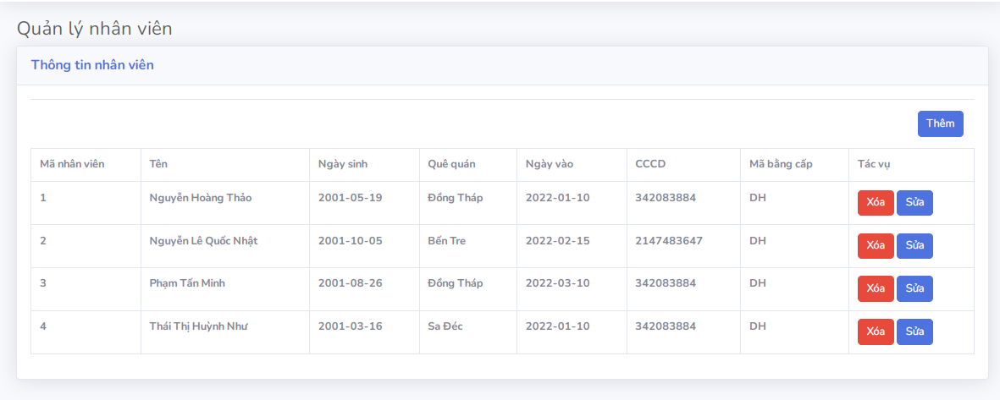 Quản lý nhân viên
Thông tin nhân viên
Thêm
Mã nhân viên Tên Ngày sinh Quê quán Ngày vào CCCD Mã bằng cấp Tác vụ
1 Nguyễn Hoàng Thảo 2001-05-19 Đồng Tháp 2022-01-10 342083884 DH Xóa Sửa
2 Nguyễn Lê Quốc Nhật 2001-10-05 Bến Tre 2022-02-15 2147483647 DH Xóa Sửa
3 Phạm Tấn Minh 2001-08-26 Đồng Tháp 2022-03-10 342083884 DH Xóa Sửa
4 Thái Thị Huỳnh Như 2001-03-16 Sa Đéc 2022-01-10 342083884 DH Xóa Sửa